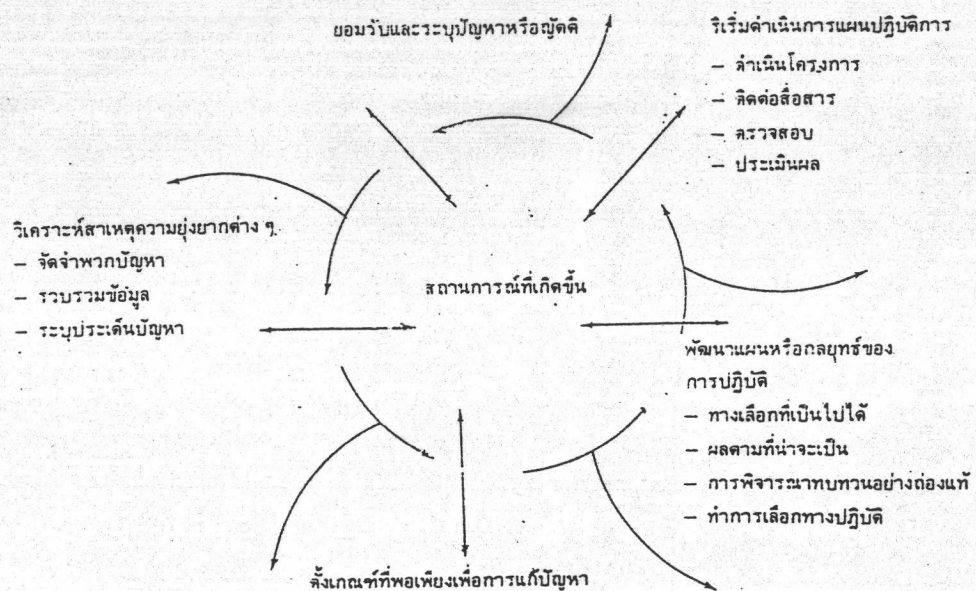 ยอมรับและระบุปัญหาหรือญัตติ
ริเริ่มดำเนินการแผนปฏิบัติการ
– ดำเนินโครงการ
– ติดต่อสื่อสาร
– ตรวจสอบ
– ประเมินผล
วิเคราะห์สาเหตุความยุ่งยากต่าง ๆ
– จัดจำพวกปัญหา
– รวบรวมข้อมูล
– ระบุประเด็นปัญหา
สถานการณ์ที่เกิดขึ้น
พัฒนาแผนหรือกลยุทธ์ของ
การปฏิบัติ
– ทางเลือกที่เป็นไปได้
– ผลตามที่น่าจะเป็น
– การพิจารณาทบทวนอย่างถ่องแท้
– ทำการเลือกทางปฏิบัติ
ตั้งเกณฑ์ที่พอเพียงเพื่อการแก้ปัญหา